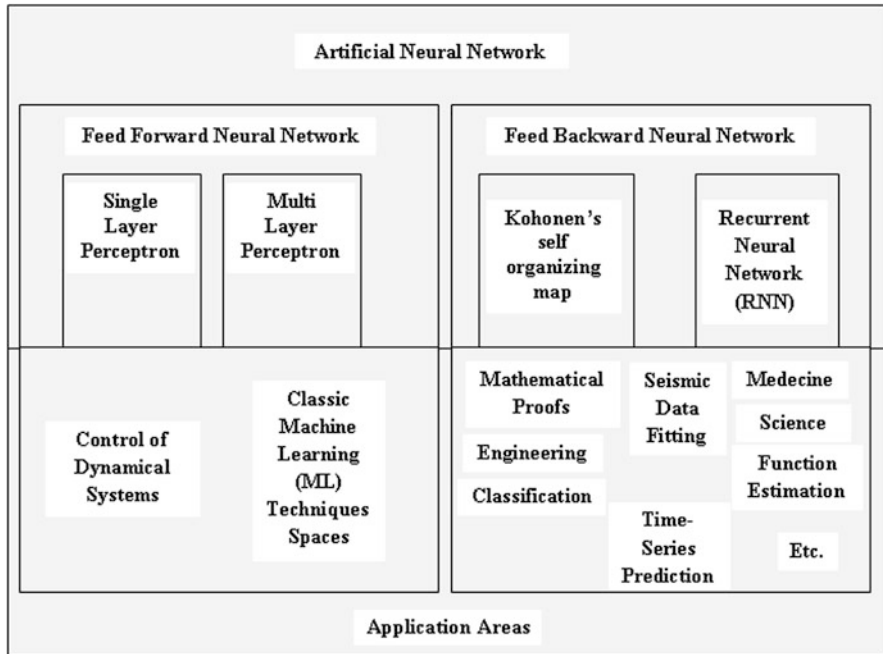 Artificial Neural Network
Feed Forward Neural Network
Single
Layer
Perceptron
Multi
Layer
Perceptron
Feed Backward Neural Network
Kohonen's
self
organizing
map
Recurrent
Neural
Network
(RNN)
Control of
Dynamical
Systems
Classic
Machine
Learning
(ML)
Techniques
Spaces
Mathematical
Proofs
Engineering
Classification
Seismic
Data
Fitting
Time-
Series
Prediction
Medecine
Science
Function
Estimation
Etc.
Application Areas